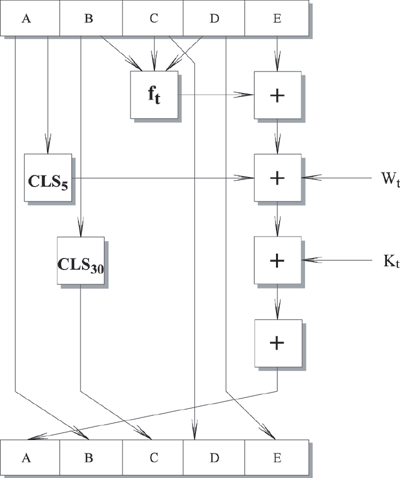 A B C D E
f_t +
CLS_5 + W_t
CLS_30 + K_t
+
A B C D E